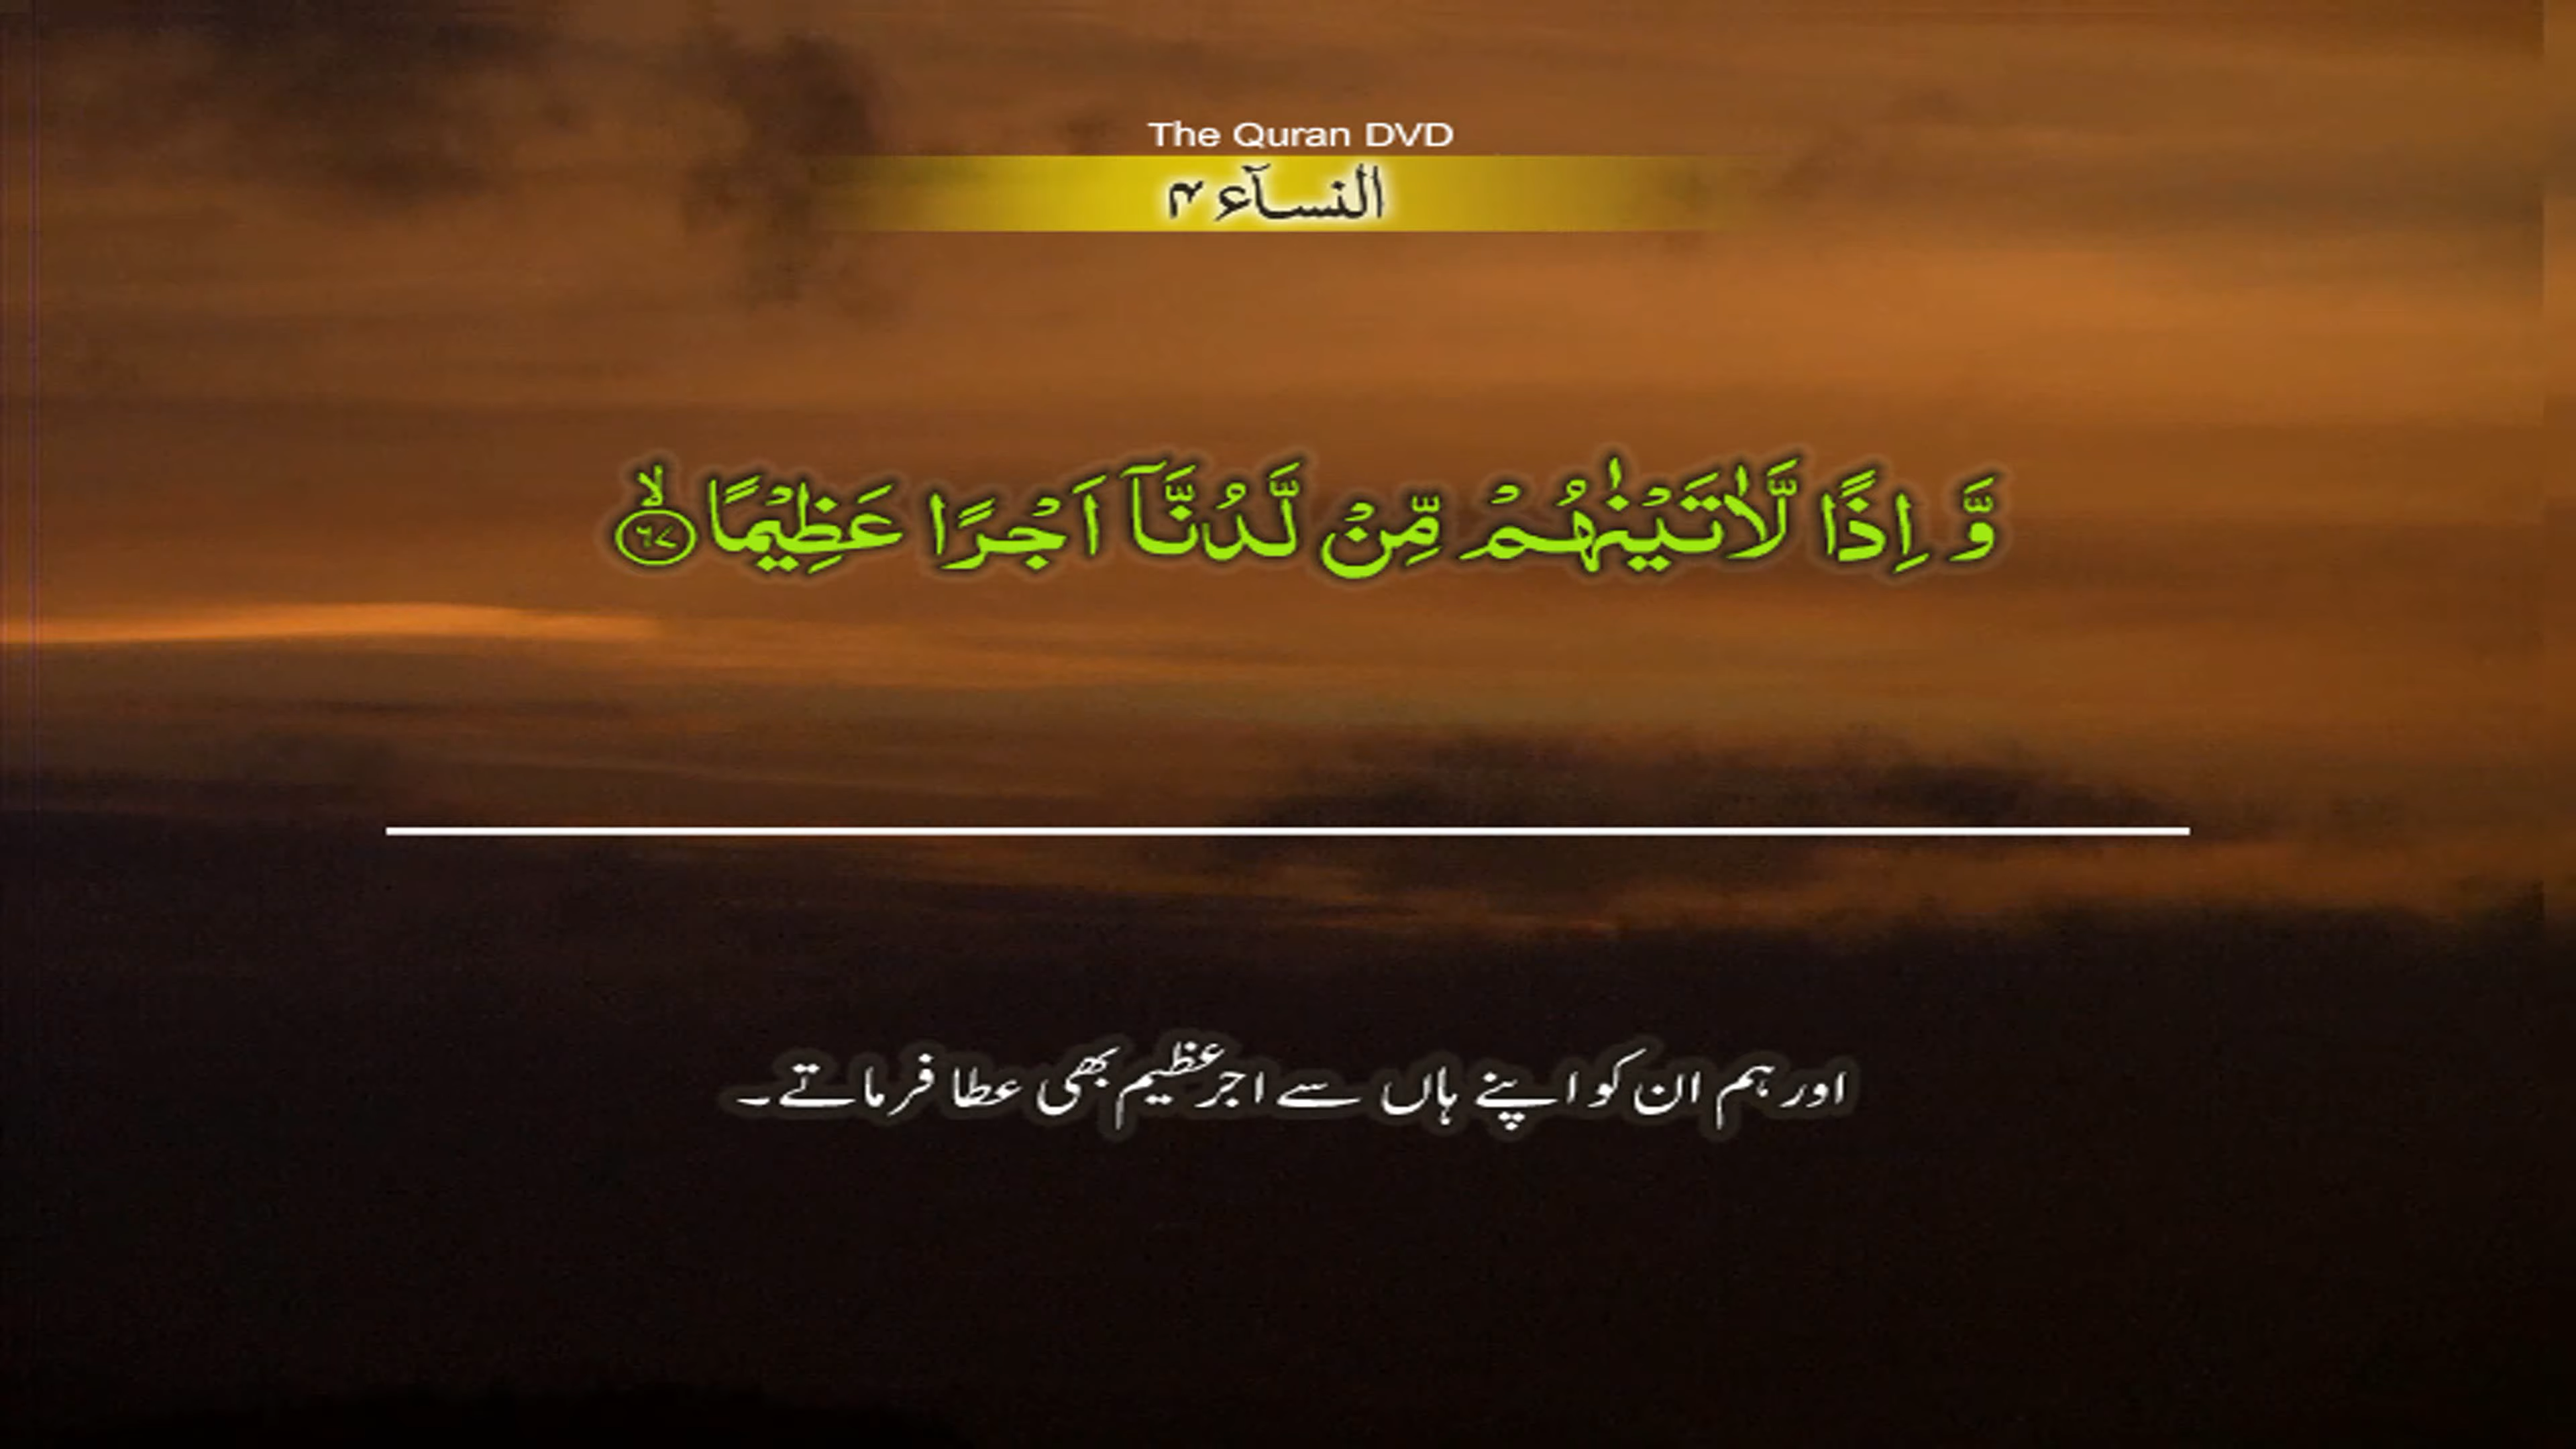 The Quran DVD
النسآء ۴
وَّ اِذًا لَّاٰتَیْنٰهُمْ مِّنْ لَّدُنَّاۤ اَجْرًا عَظِیْمًاۙ ﴿۶۷﴾
اور ہم ان کو اپنے ہاں سے اجر عظیم بھی عطا فرماتے۔